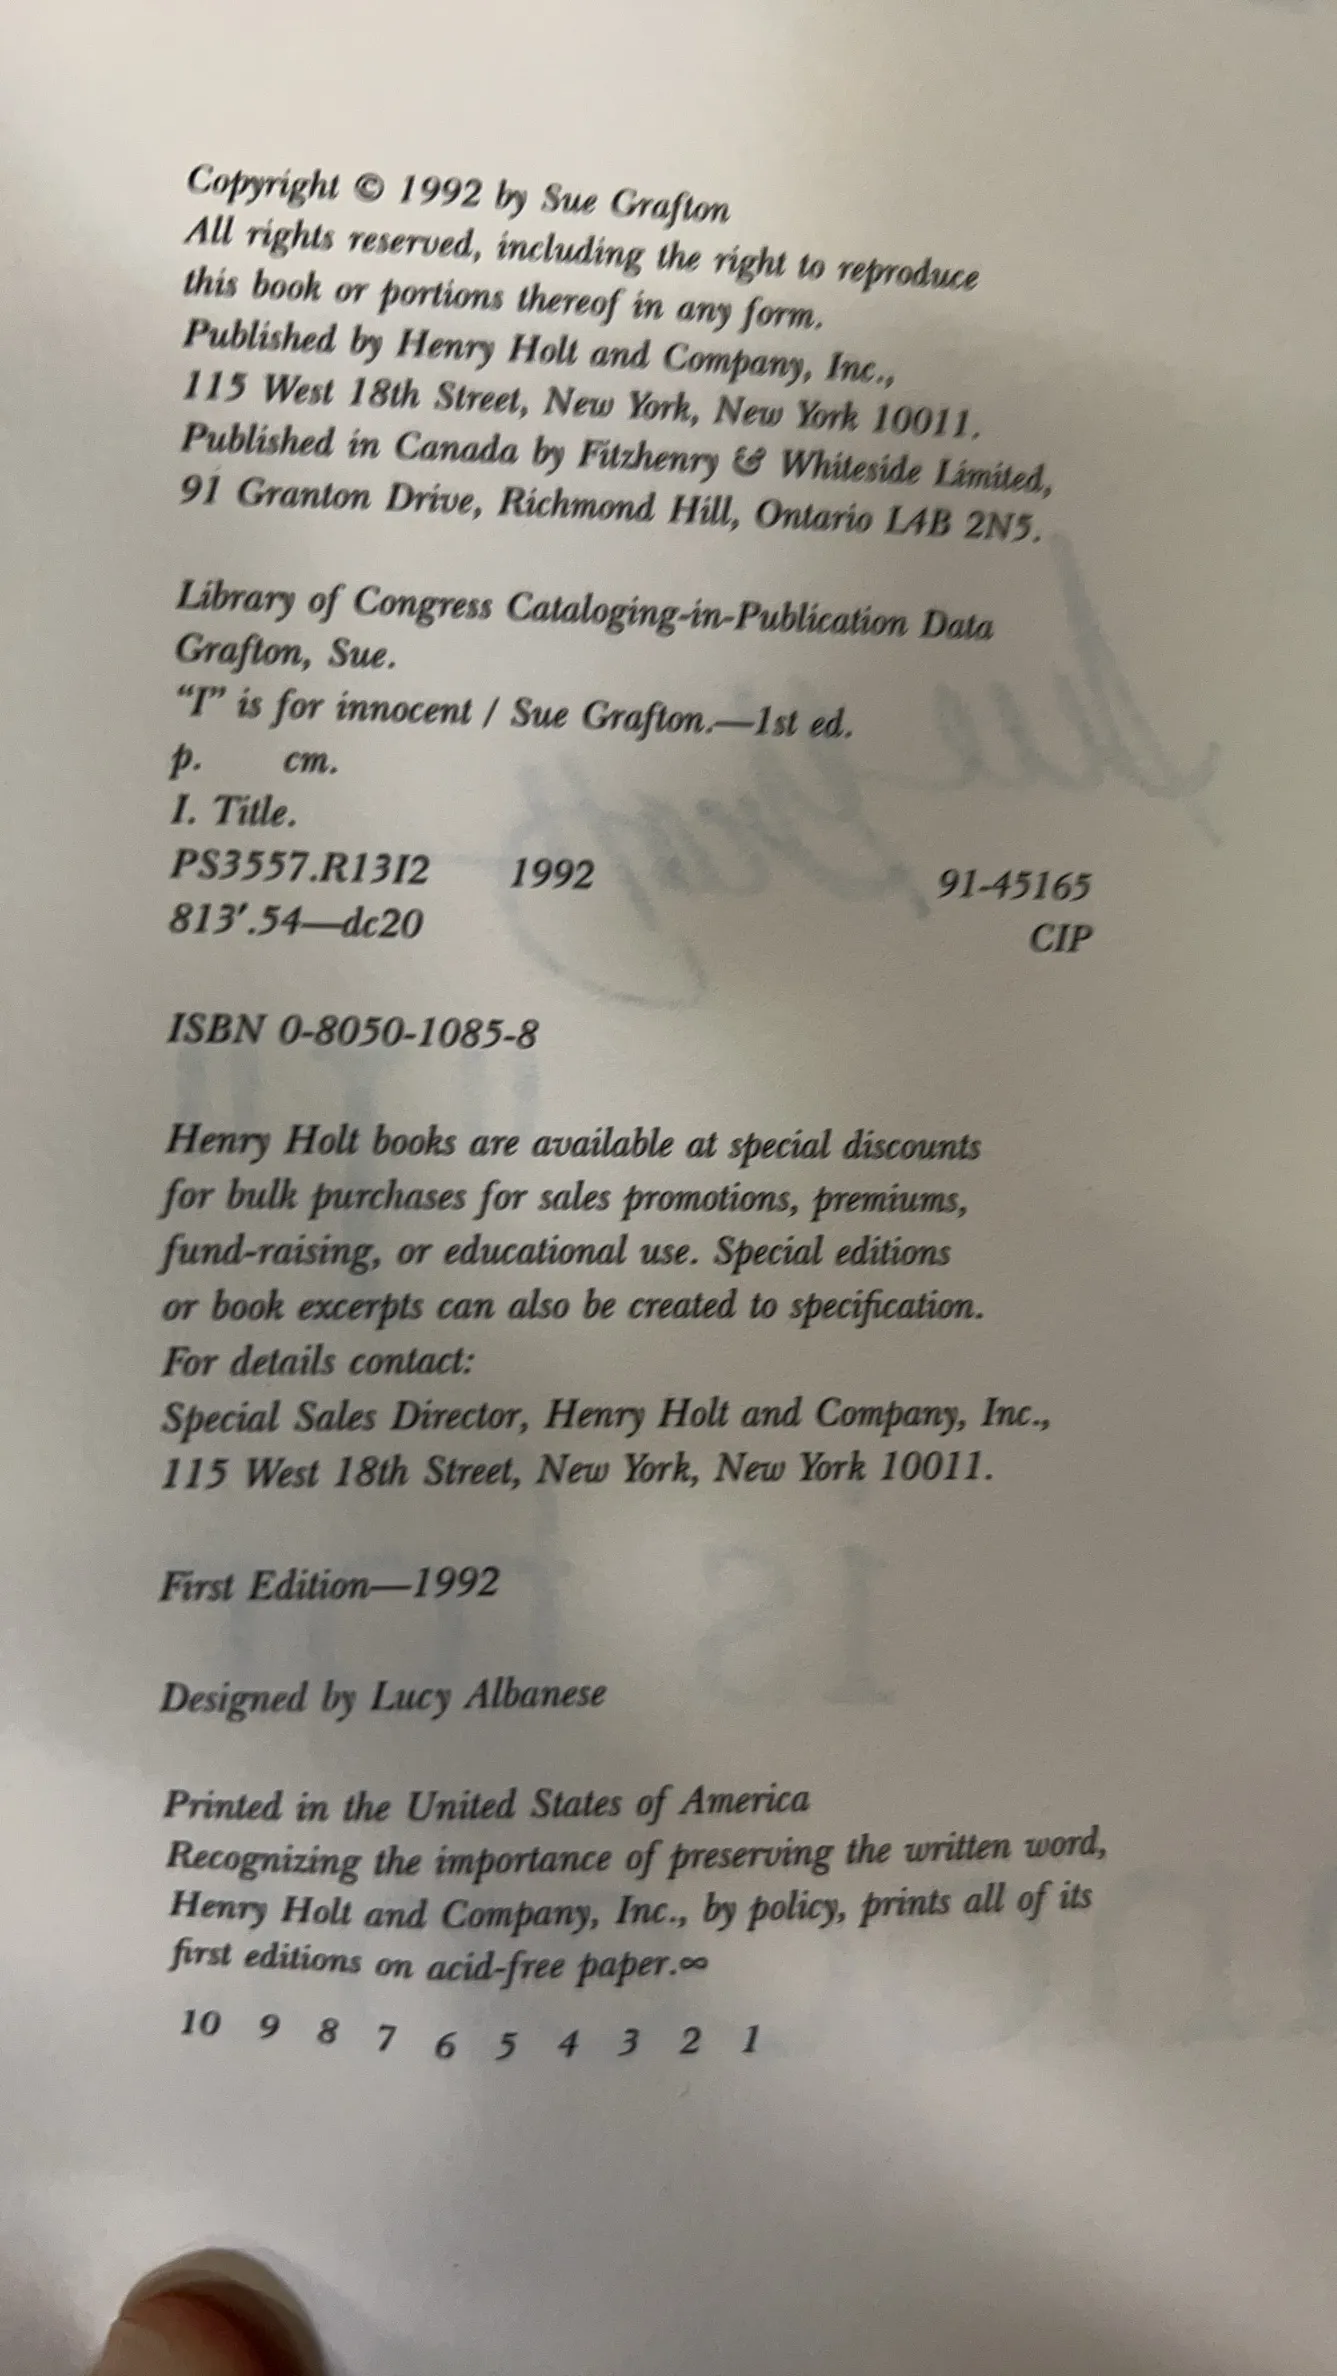 Copyright © 1992 by Sue Grafton
All rights reserved, including the right to reproduce
this book or portions thereof in any form.
Published by Henry Holt and Company, Inc.,
115 West 18th Street, New York, New York 10011.
Published in Canada by Fitzhenry & Whiteside Limited,
91 Granton Drive, Richmond Hill, Ontario L4B 2N5.
Library of Congress Cataloging-in-Publication Data
Grafton, Sue.
“I” is for innocent / Sue Grafton.—1st ed.
p. cm.
I. Title.
PS3557.R13I2 1992 91-45165
813′.54—dc20 CIP
ISBN 0-8050-1085-8
Henry Holt books are available at special discounts
for bulk purchases for sales promotions, premiums,
fund-raising, or educational use. Special editions
or book excerpts can also be created to specification.
For details contact:
Special Sales Director, Henry Holt and Company, Inc.,
115 West 18th Street, New York, New York 10011.
First Edition—1992
Designed by Lucy Albanese
Printed in the United States of America
Recognizing the importance of preserving the written word,
Henry Holt and Company, Inc., by policy, prints all of its
first editions on acid-free paper.∞
10 9 8 7 6 5 4 3 2 1